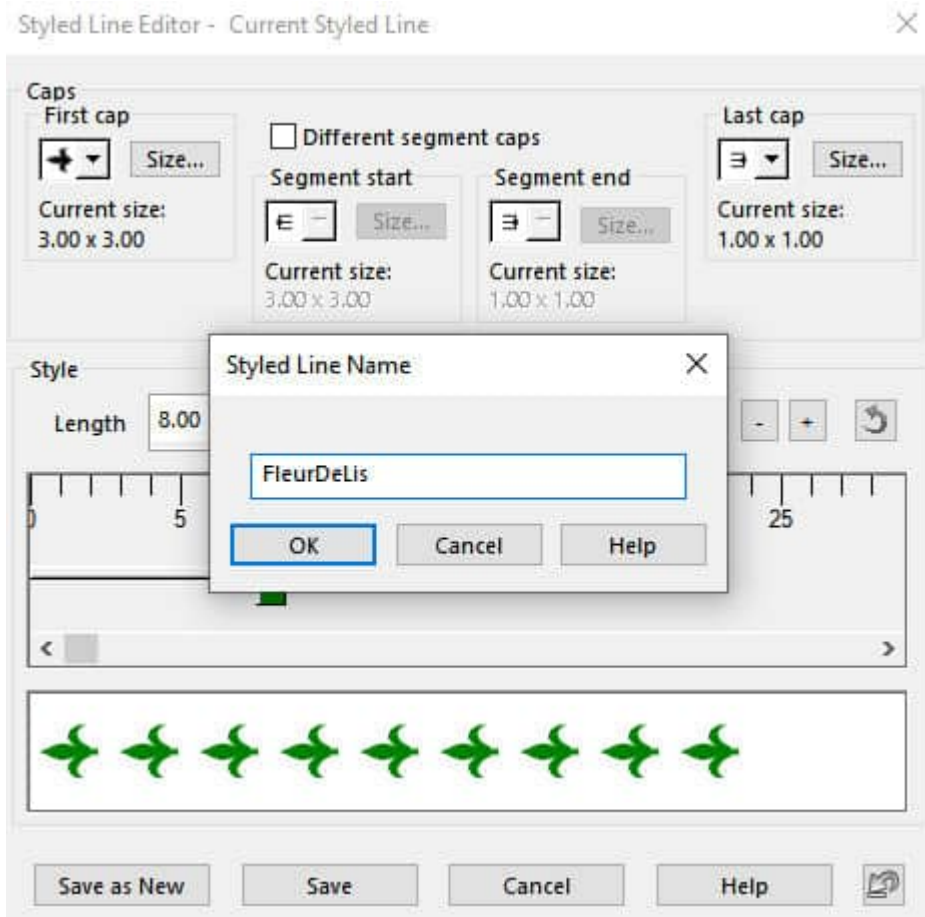 Styled Line Editor - Current Styled Line
Caps
First cap
Size...
Current size:
3.00 x 3.00
Different segment caps
Segment start
Size...
Current size:
3.00 x 3.00
Segment end
Size...
Current size:
1.00 x 1.00
Last cap
Size...
Current size:
1.00 x 1.00
Style
Length 8.00
- +
0 5 25
Styled Line Name
FleurDeLis
OK Cancel Help
Save as New Save Cancel Help